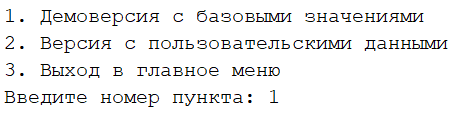 1. Демоверсия с базовыми значениями
2. Версия с пользовательскими данными
3. Выход в главное меню
Введите номер пункта: 1